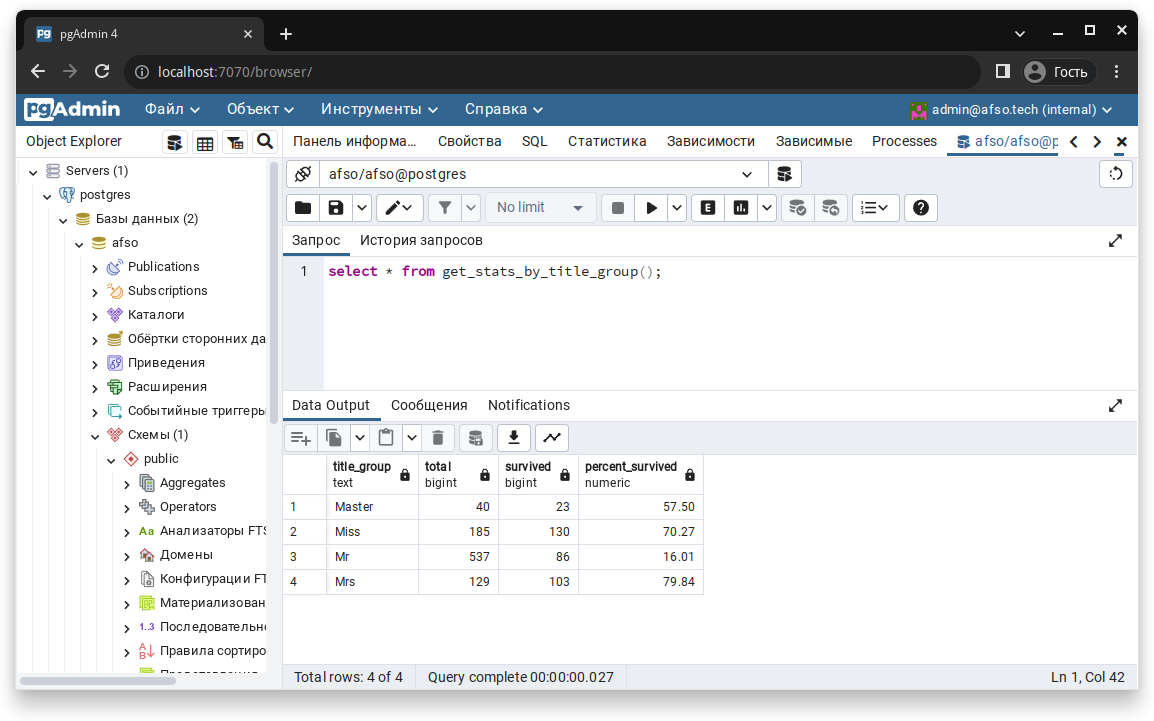 pgAdmin 4
localhost:7070/browser/
Гость
pgAdmin Файл Объект Инструменты Справка admin@afso.tech (internal)
Object Explorer
Панель информа... Свойства SQL Статистика Зависимости Зависимые Processes afso/afso@p
Servers (1)
postgres
Базы данных (2)
afso
Publications
Subscriptions
Каталоги
Обёртки сторонних да
Приведения
Расширения
Событийные триггеры
Схемы (1)
public
Aggregates
Operators
Анализаторы FTS
Домены
Конфигурации FT
Материализован
1..3 Последовательно
Правила сортиро
afso/afso@postgres
No limit
E
Запрос История запросов
1 select * from get_stats_by_title_group();
Data Output Сообщения Notifications
title_group total survived percent_survived
text bigint bigint numeric
1 Master 40 23 57.50
2 Miss 185 130 70.27
3 Mr 537 86 16.01
4 Mrs 129 103 79.84
Total rows: 4 of 4 Query complete 00:00:00.027 Ln 1, Col 42